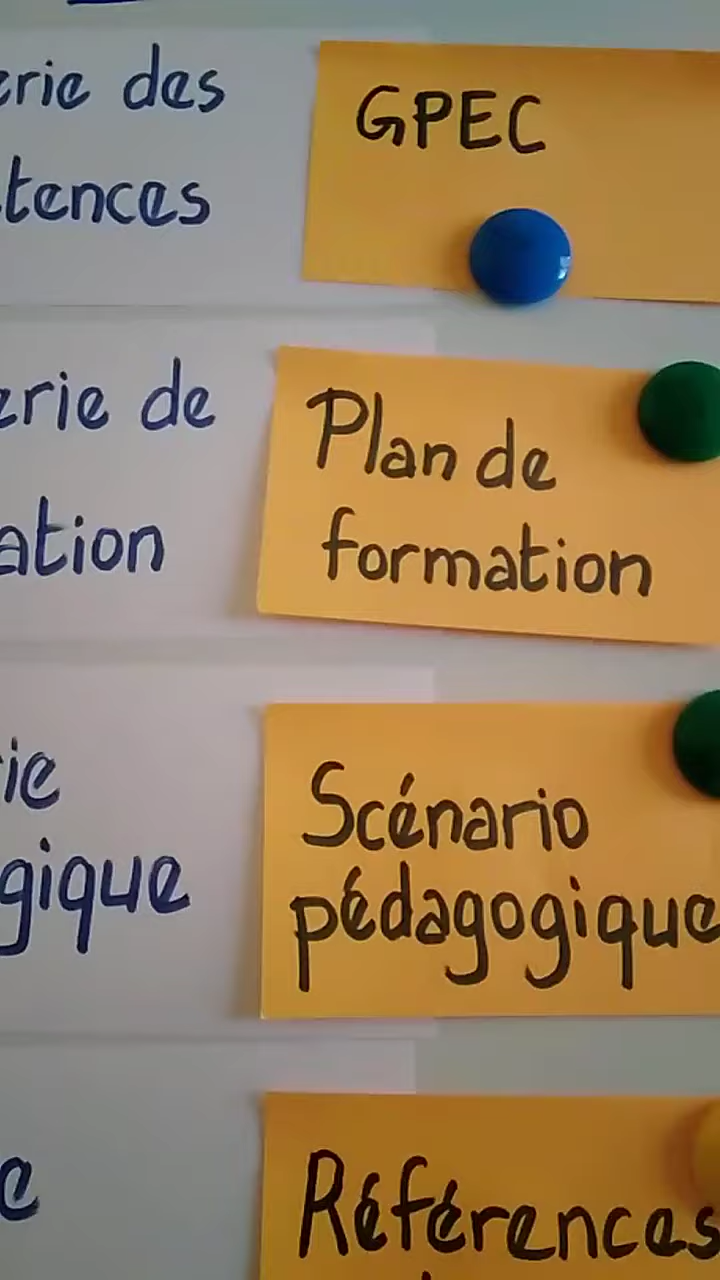 erie des
tences
GPEC
erie de
ation
Plan de
formation
ie
gique
Scénario
pédagogique
e
Références